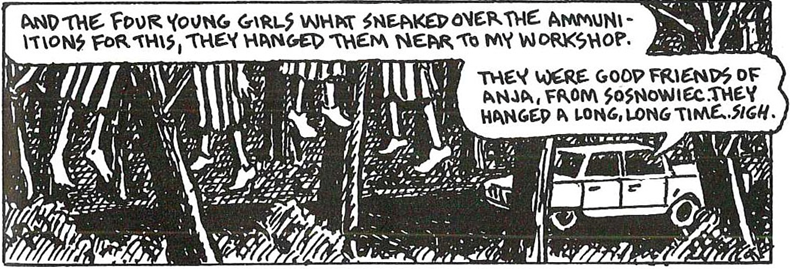 AND THE FOUR YOUNG GIRLS WHAT SNEAKED OVER THE AMMUNI-
ITIONS FOR THIS, THEY HANGED THEM NEAR TO MY WORKSHOP.
THEY WERE GOOD FRIENDS OF
ANJA, FROM SOSNOWIEC. THEY
HANGED A LONG, LONG TIME..SIGH.